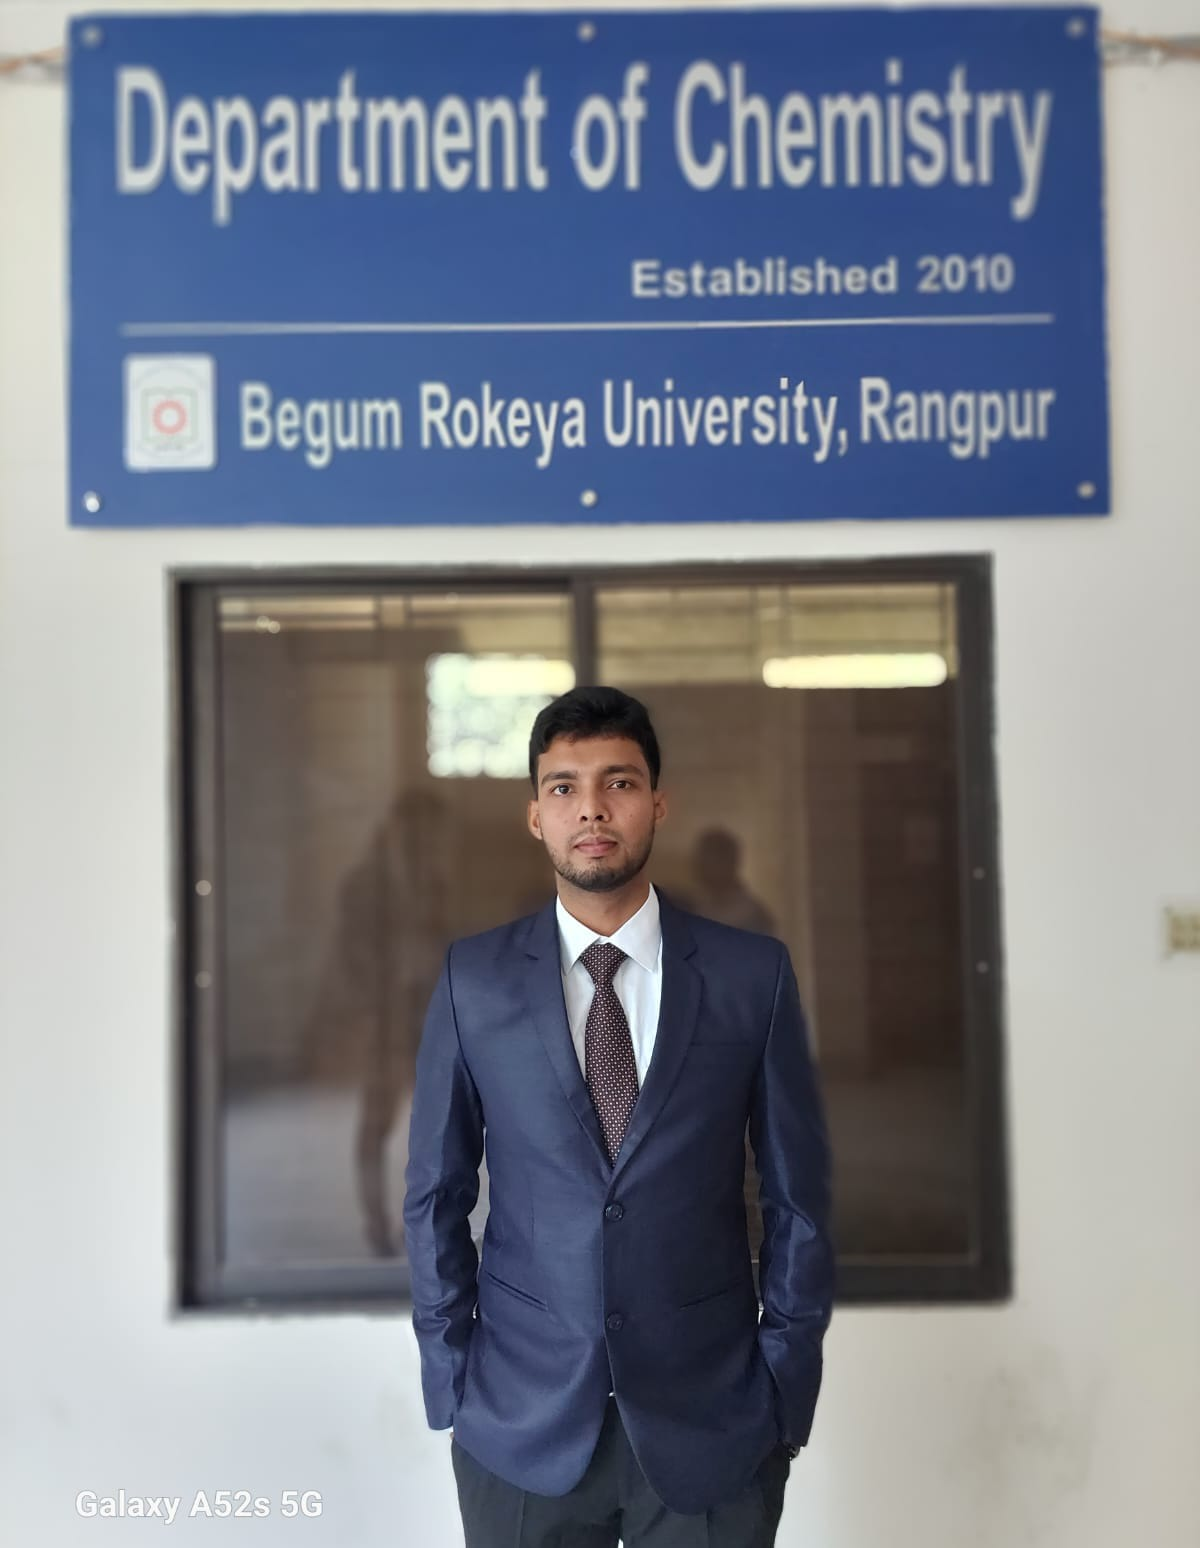 Department of Chemistry
Established 2010
Begum Rokeya University, Rangpur
Galaxy A52s 5G